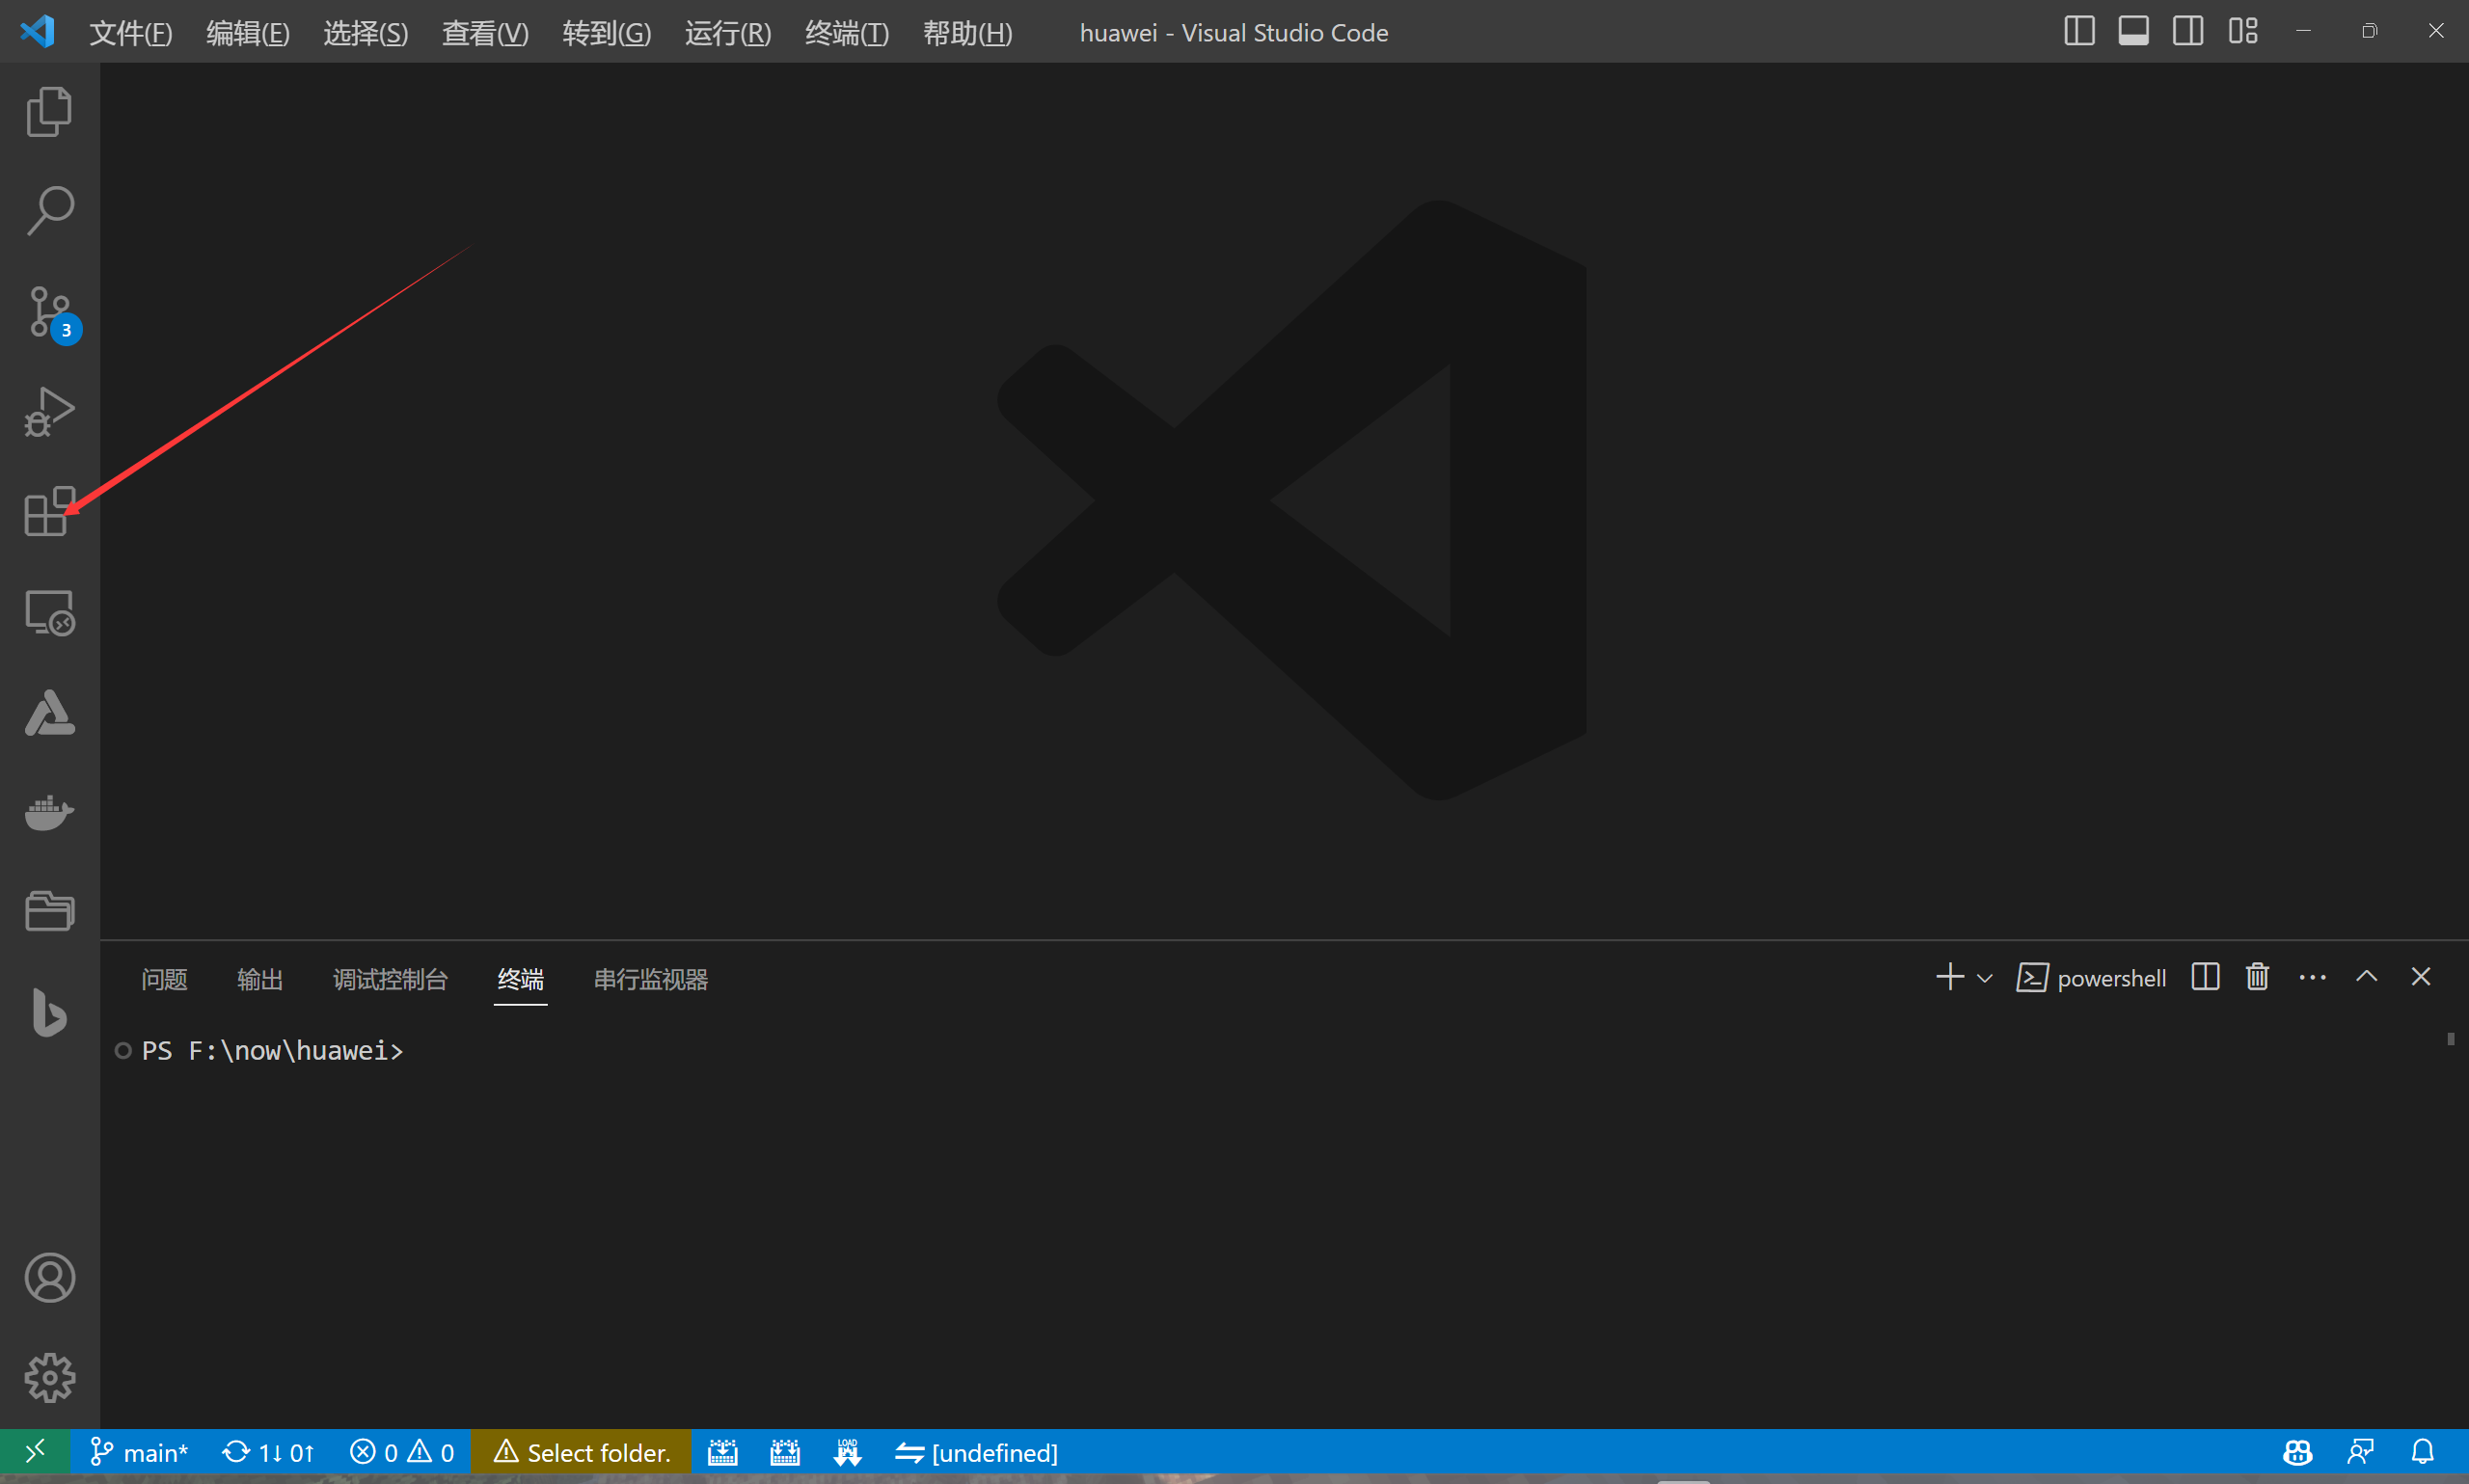 文件(F) 编辑(E) 选择(S) 查看(V) 转到(G) 运行(R) 终端(T) 帮助(H) huawei - Visual Studio Code
3
问题 输出 调试控制台 终端 串行监视器 powershell
PS F:\now\huawei>
main* 1↓ 0↑ 0 0 Select folder. LOAD [undefined]